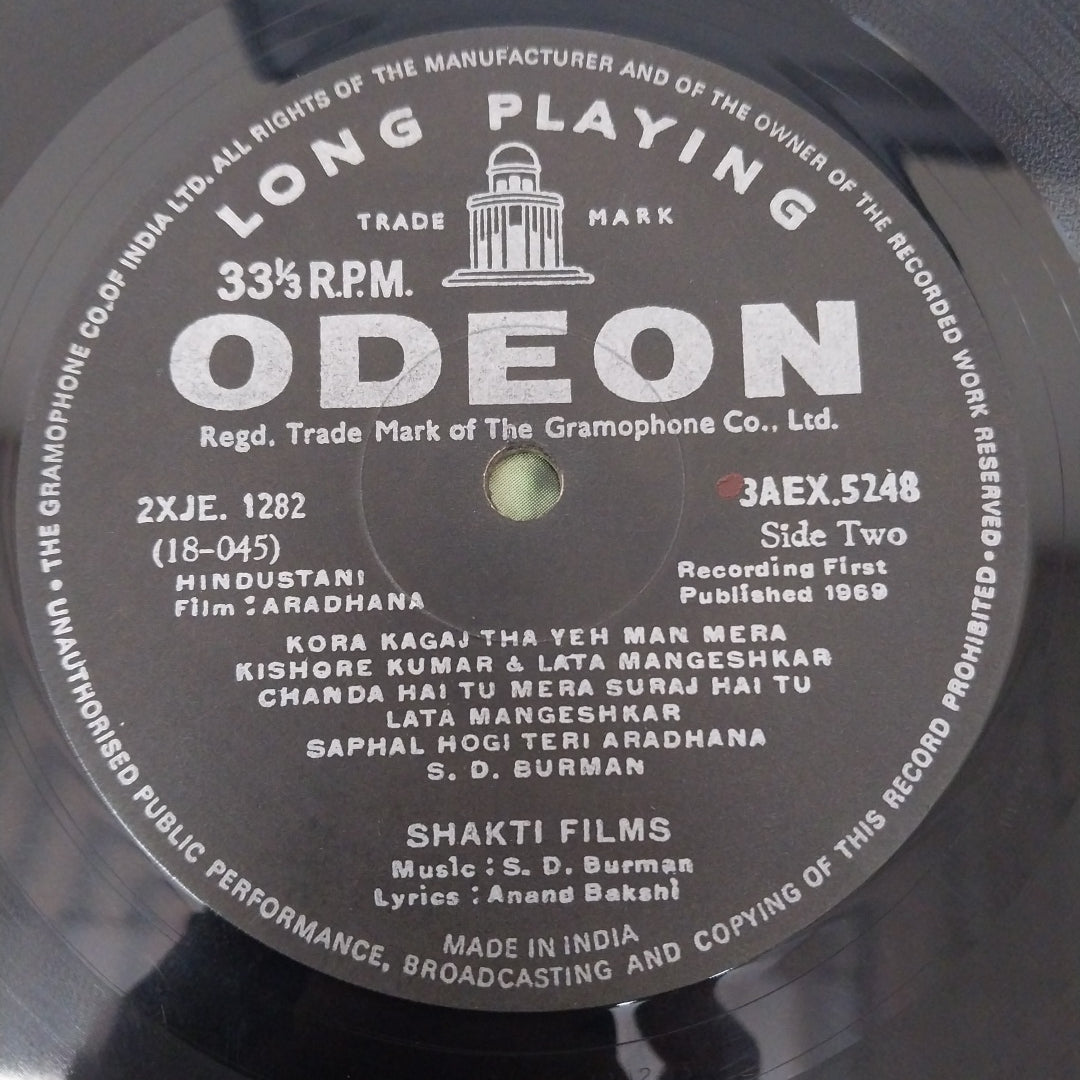 THE GRAMOPHONE CO.OF INDIA LTD. ALL RIGHTS OF THE MANUFACTURER AND OF THE OWNER OF THE RECORDED WORK RESERVED • UNAUTHORISED PUBLIC PERFORMANCE, BROADCASTING AND COPYING OF THIS RECORD PROHIBITED •
LONG PLAYING
TRADE MARK
33⅓ R.P.M.
ODEON
Regd. Trade Mark of The Gramophone Co., Ltd.
2XJE. 1282
3AEX.5248
(18-045)
Side Two
HINDUSTANI
Film : ARADHANA
Recording First
Published 1969
KORA KAGAJ THA YEH MAN MERA
KISHORE KUMAR & LATA MANGESHKAR
CHANDA HAI TU MERA SURAJ HAI TU
LATA MANGESHKAR
SAPHAL HOGI TERI ARADHANA
S. D. BURMAN
SHAKTI FILMS
Music : S. D. Burman
Lyrics : Anand Bakshi
MADE IN INDIA